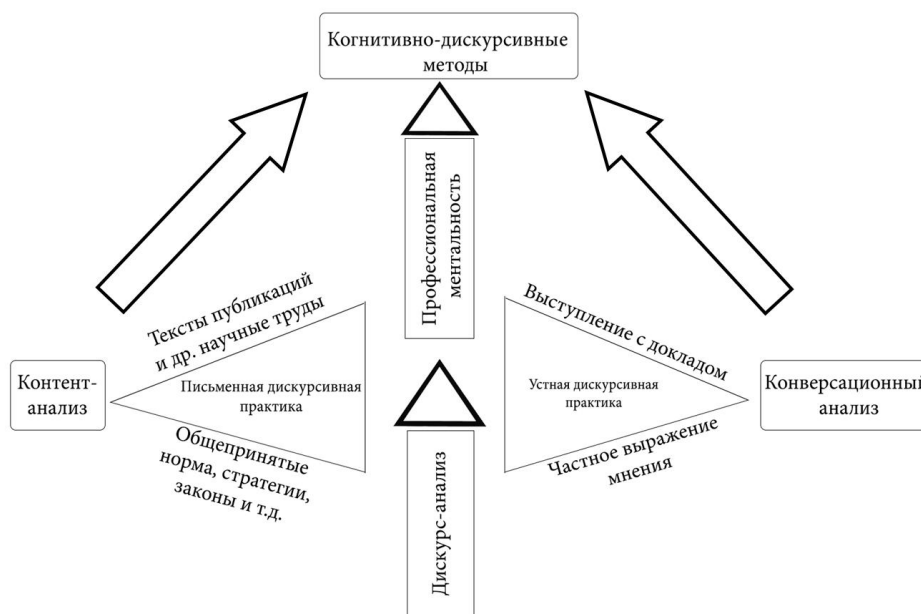 Когнитивно-дискурсивные
методы
Профессиональная
ментальность
Тексты публикаций
и др. научные труды
Выступление с докладом
Контент-
анализ
Письменная дискурсивная
практика
Устная дискурсивная
практика
Конверсационный
анализ
Общепринятые
норма, стратегии,
законы и т.д.
Частное выражение
мнения
Дискурс-анализ